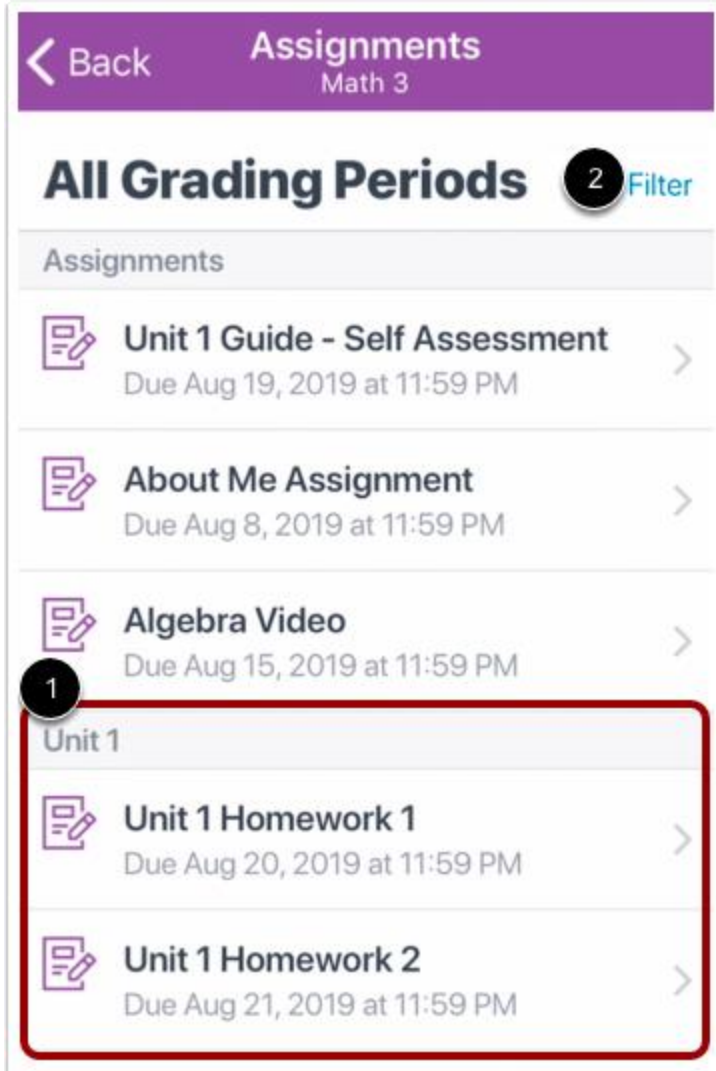 Back
Assignments
Math 3
All Grading Periods
2
Filter
Assignments
Unit 1 Guide - Self Assessment
Due Aug 19, 2019 at 11:59 PM
About Me Assignment
Due Aug 8, 2019 at 11:59 PM
Algebra Video
Due Aug 15, 2019 at 11:59 PM
1
Unit 1
Unit 1 Homework 1
Due Aug 20, 2019 at 11:59 PM
Unit 1 Homework 2
Due Aug 21, 2019 at 11:59 PM